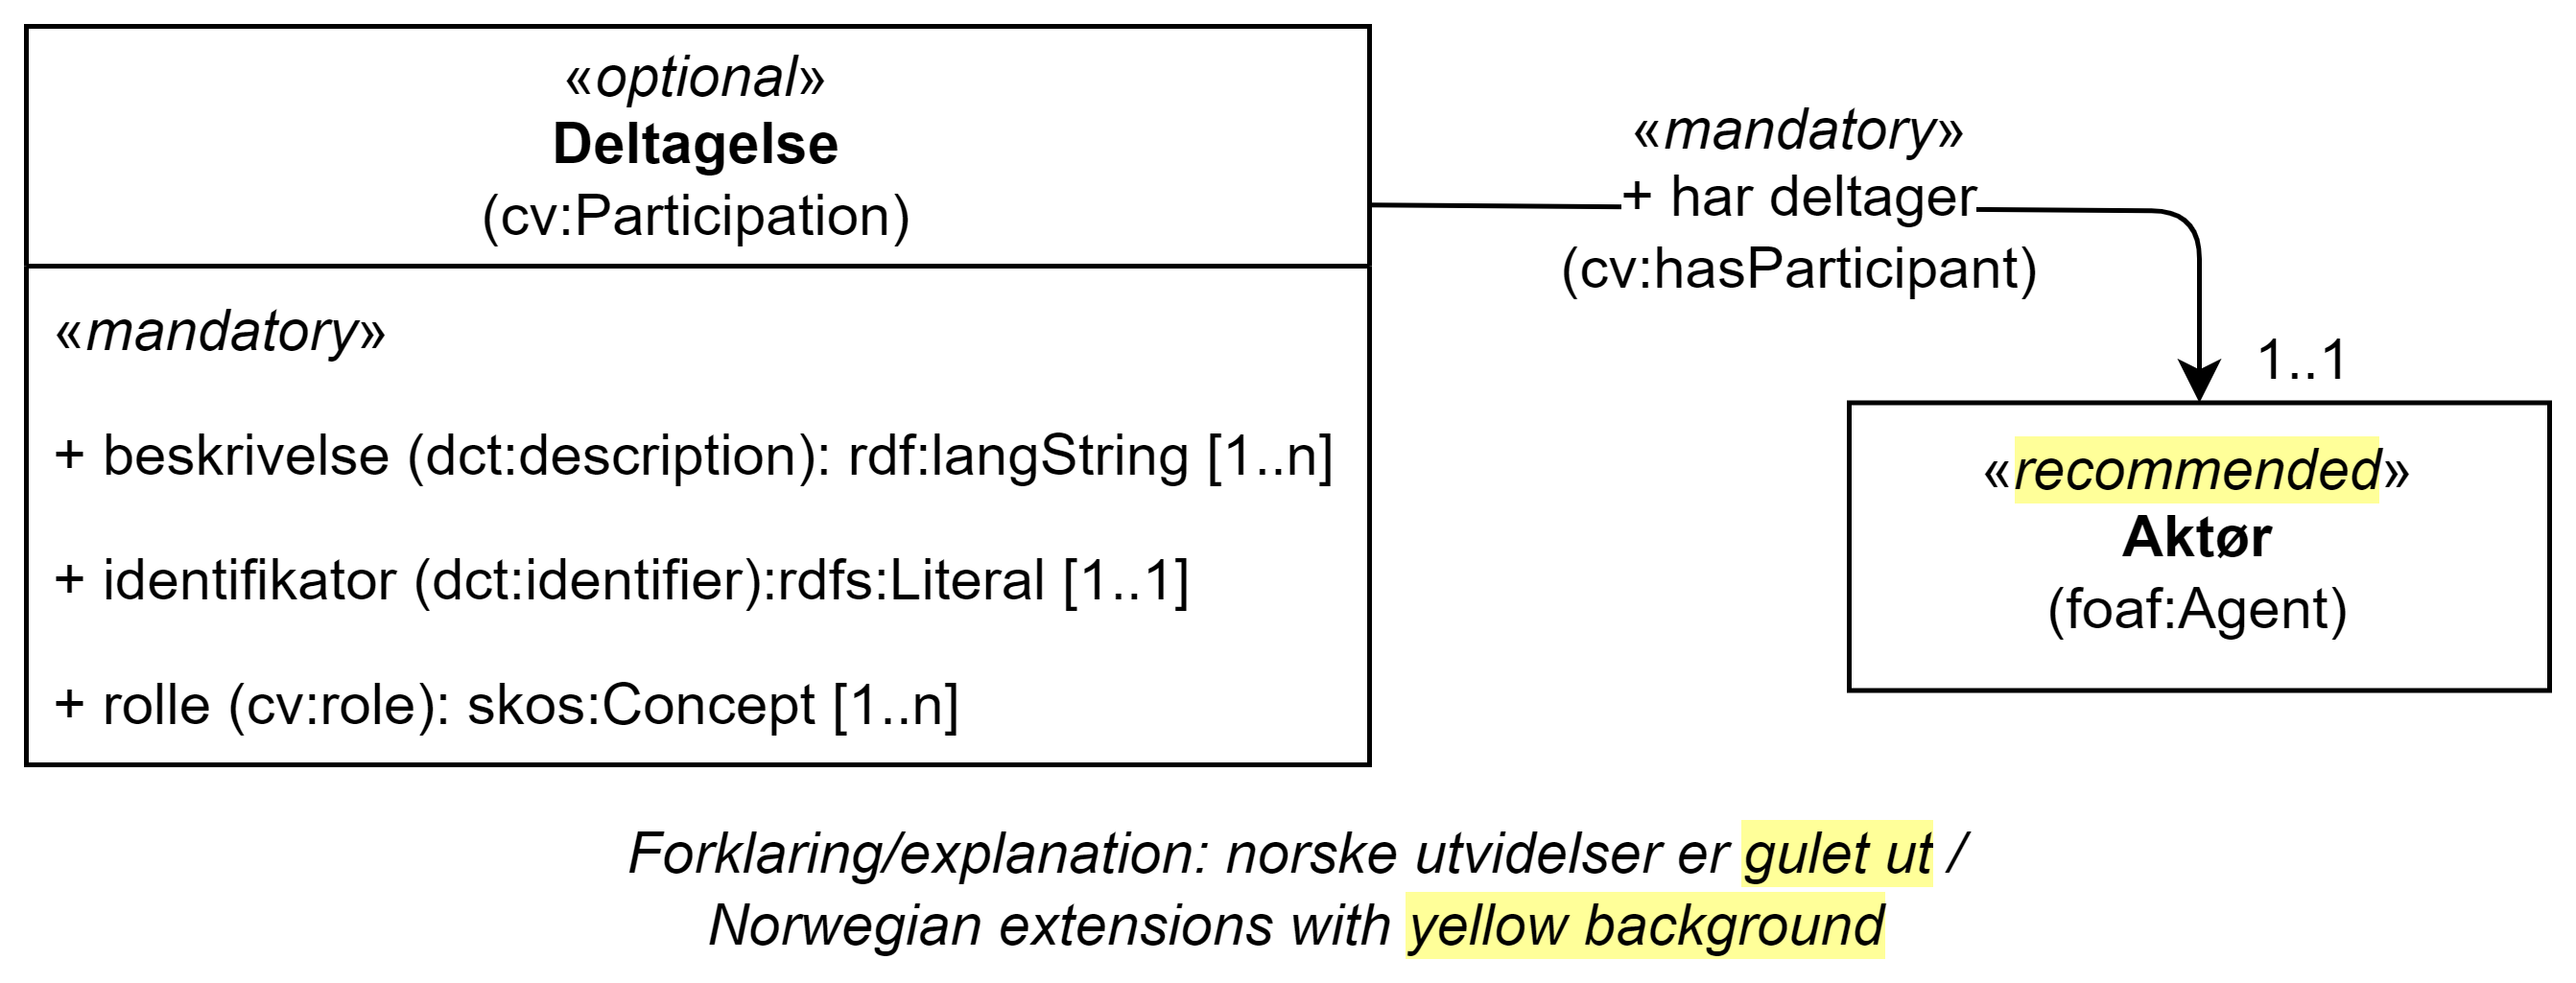 «optional»
Deltagelse
(cv:Participation)
«mandatory»
+ beskrivelse (dct:description): rdf:langString [1..n]
+ identifikator (dct:identifier):rdfs:Literal [1..1]
+ rolle (cv:role): skos:Concept [1..n]
«mandatory»
+ har deltager
(cv:hasParticipant)
1..1
«recommended»
Aktør
(foaf:Agent)
Forklaring/explanation: norske utvidelser er gulet ut /
Norwegian extensions with yellow background